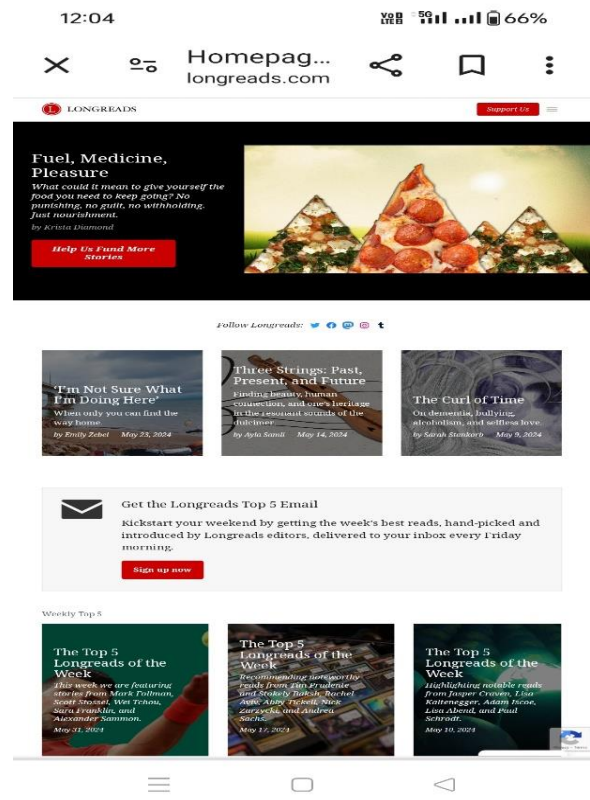 12:04
VoD LTE2 5G 66%
Homepag...
longreads.com
L LONGREADS
Support Us
Fuel, Medicine,
Pleasure
What could it mean to give yourself the
food you need to keep going? No
punishing, no guilt, no withholding.
Just nourishment.
by Krista Diamond
Help Us Fund More
Stories
Follow Longreads:
'I'm Not Sure What
I'm Doing Here'
When only you can find the
way home.
by Emily Zebel May 23, 2024
Three Strings: Past,
Present, and Future
Finding beauty, human
connection, and one's heritage
in the resonant sounds of the
dulcimer.
by Ayla Samli May 14, 2024
The Curl of Time
On dementia, bullying,
alcoholism, and selfless love.
by Sarah Stankorb May 9, 2024
Get the Longreads Top 5 Email
Kickstart your weekend by getting the week's best reads, hand-picked and
introduced by Longreads editors, delivered to your inbox every Friday
morning.
Sign up now
Weekly Top 5
The Top 5
Longreads of the
Week
This week we are featuring
stories from Mark Follman,
Scott Stossel, Wei Tchou,
Sara Franklin, and
Alexander Sammon.
May 31, 2024
The Top 5
Longreads of the
Week
Recommending noteworthy
reads from Tim Prudente
and Stokely Baksh, Rachel
Aviv, Abby Tickell, Nick
Zarzycki, and Andrea
Sachs.
May 17, 2024
The Top 5
Longreads of the
Week
Highlighting notable reads
from Jasper Craven, Lisa
Kaltenegger, Adam Iscoe,
Lisa Abend, and Paul
Schrodt.
May 10, 2024